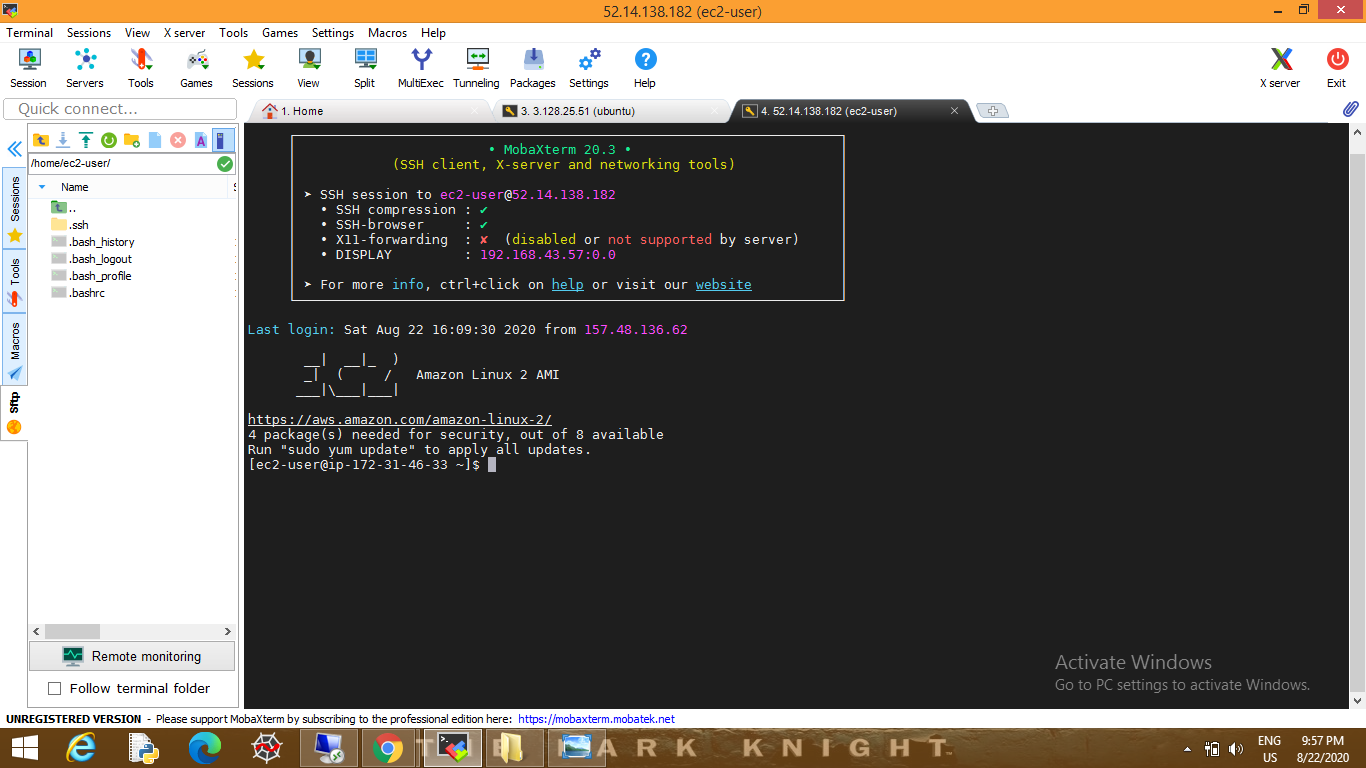 52.14.138.182 (ec2-user)
Terminal Sessions View X server Tools Games Settings Macros Help
Session Servers Tools Games Sessions View Split MultiExec Tunneling Packages Settings Help X server Exit
Quick connect...
1. Home
3. 3.128.25.51 (ubuntu)
4. 52.14.138.182 (ec2-user)
/home/ec2-user/
Name
..
.ssh
.bash_history
.bash_logout
.bash_profile
.bashrc
Sessions
Tools
Macros
Sftp
Remote monitoring
Follow terminal folder
• MobaXterm 20.3 •
(SSH client, X-server and networking tools)
➤ SSH session to ec2-user@52.14.138.182
• SSH compression : ✔
• SSH-browser : ✔
• X11-forwarding : ✘ (disabled or not supported by server)
• DISPLAY : 192.168.43.57:0.0
➤ For more info, ctrl+click on help or visit our website
Last login: Sat Aug 22 16:09:30 2020 from 157.48.136.62
__| __|_ )
_| ( / Amazon Linux 2 AMI
___|\___|___|
https://aws.amazon.com/amazon-linux-2/
4 package(s) needed for security, out of 8 available
Run "sudo yum update" to apply all updates.
[ec2-user@ip-172-31-46-33 ~]$
Activate Windows
Go to PC settings to activate Windows.
UNREGISTERED VERSION - Please support MobaXterm by subscribing to the professional edition here: https://mobaxterm.mobatek.net
KNIGHT
ENG
US
9:57 PM
8/22/2020